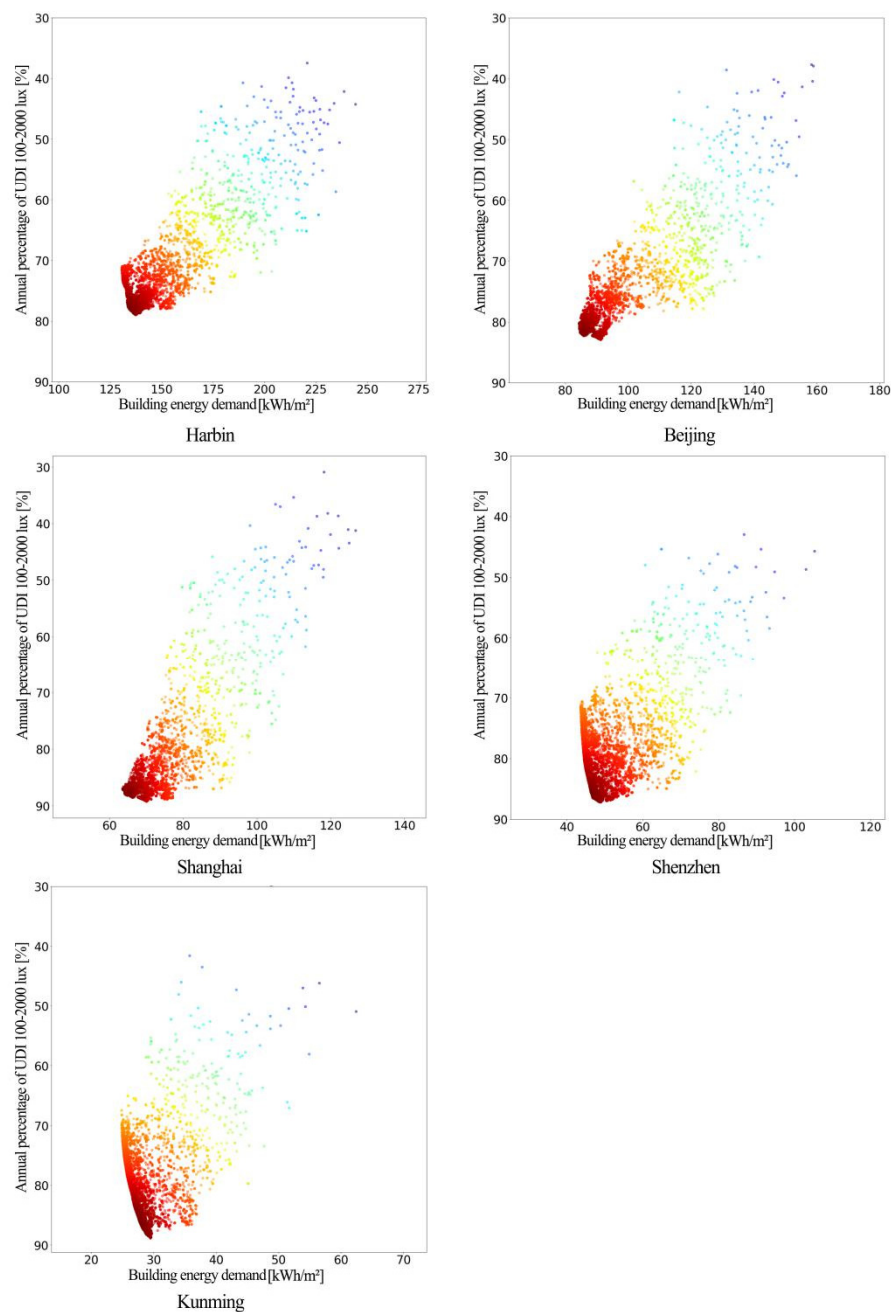 30
40
50
60
70
80
90
Annual percentage of UDI 100-2000 lux [%]
100 125 150 175 200 225 250 275
Building energy demand [kWh/m²]
Harbin
30
40
50
60
70
80
90
Annual percentage of UDI 100-2000 lux [%]
80 100 120 140 160 180
Building energy demand [kWh/m²]
Beijing
30
40
50
60
70
80
90
Annual percentage of UDI 100-2000 lux [%]
60 80 100 120 140
Building energy demand [kWh/m²]
Shanghai
30
40
50
60
70
80
90
Annual percentage of UDI 100-2000 lux [%]
40 60 80 100 120
Building energy demand [kWh/m²]
Shenzhen
30
40
50
60
70
80
90
Annual percentage of UDI 100-2000 lux [%]
20 30 40 50 60 70
Building energy demand [kWh/m²]
Kunming